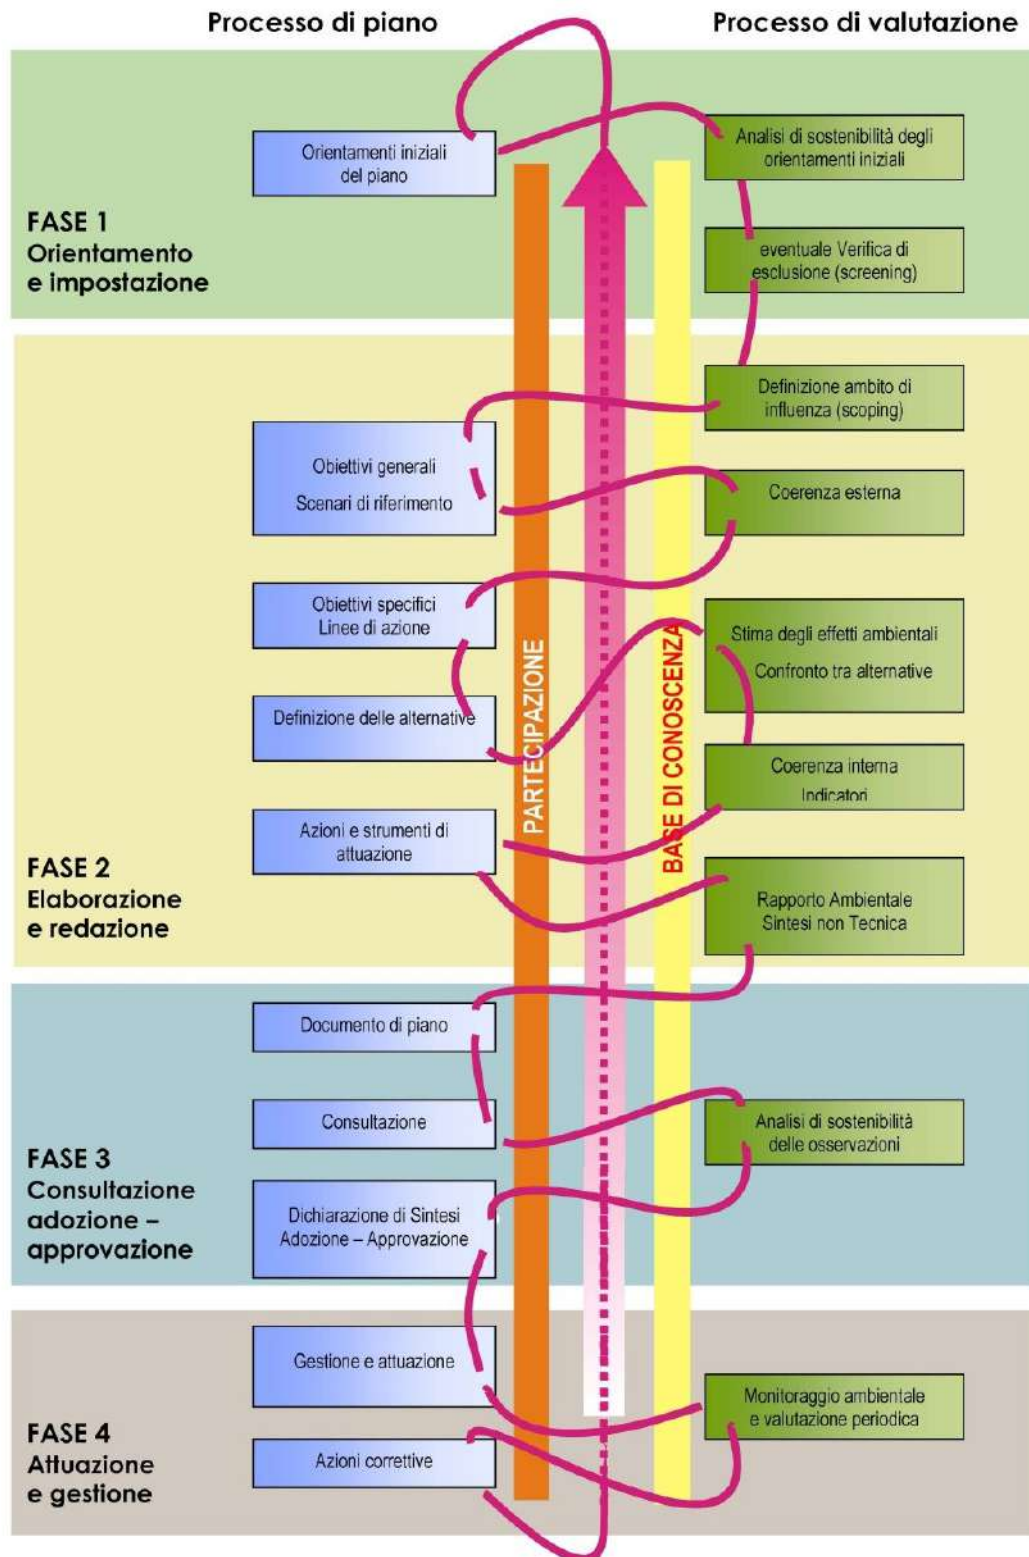 Processo di piano
Processo di valutazione
Orientamenti iniziali
del piano
Analisi di sostenibilità degli
orientamenti iniziali
FASE 1
Orientamento
e impostazione
eventuale Verifica di
esclusione (screening)
Definizione ambito di
influenza (scoping)
Obiettivi generali
Scenari di riferimento
Coerenza esterna
Obiettivi specifici
Linee di azione
Stima degli effetti ambientali
Confronto tra alternative
Definizione delle alternative
PARTECIPAZIONE
BASE DI CONOSCENZA
Coerenza interna
Indicatori
Azioni e strumenti di
attuazione
FASE 2
Elaborazione
e redazione
Rapporto Ambientale
Sintesi non Tecnica
Documento di piano
Consultazione
Analisi di sostenibilità
delle osservazioni
FASE 3
Consultazione
adozione –
approvazione
Dichiarazione di Sintesi
Adozione – Approvazione
Gestione e attuazione
Monitoraggio ambientale
e valutazione periodica
FASE 4
Attuazione
e gestione
Azioni correttive